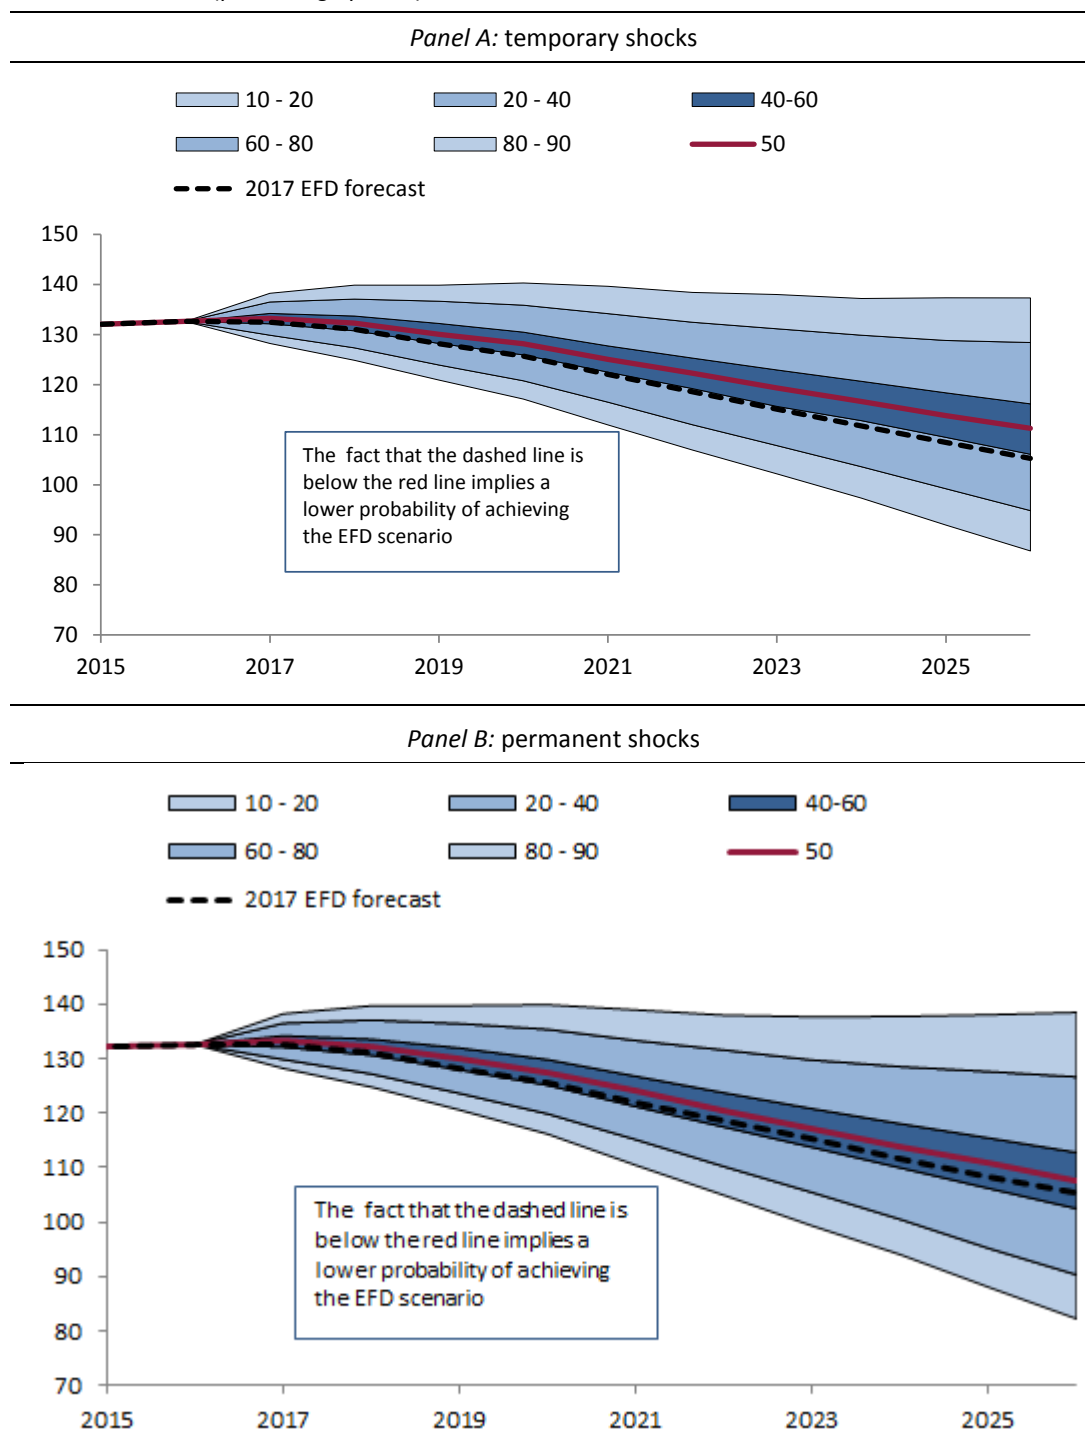 Panel A: temporary shocks
10 - 20 20 - 40 40-60
60 - 80 80 - 90 50
2017 EFD forecast
150
140
130
120
110
100
90
80
70
The fact that the dashed line is
below the red line implies a
lower probability of achieving
the EFD scenario
2015 2017 2019 2021 2023 2025
Panel B: permanent shocks
10 - 20 20 - 40 40-60
60 - 80 80 - 90 50
2017 EFD forecast
150
140
130
120
110
100
90
80
70
The fact that the dashed line is
below the red line implies a
lower probability of achieving
the EFD scenario
2015 2017 2019 2021 2023 2025